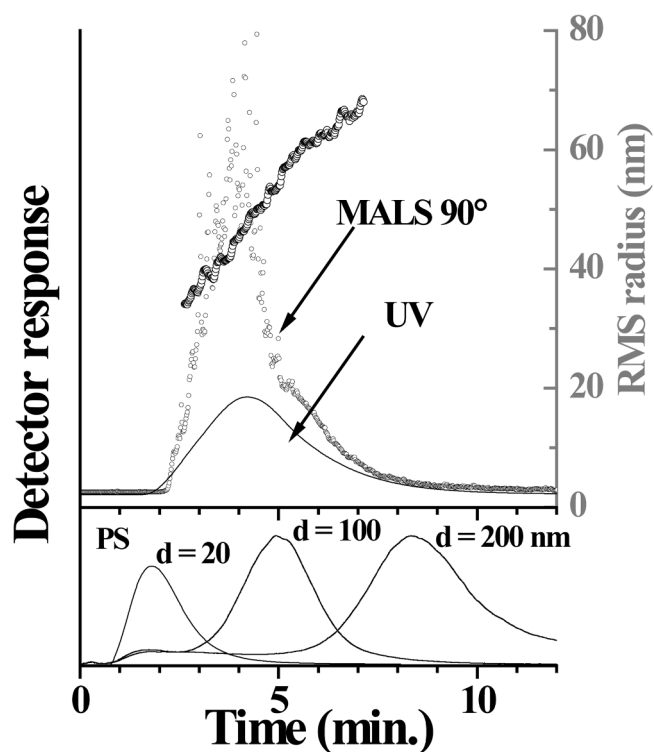 80
60
40
20
0
RMS radius (nm)
Detector response
MALS 90°
UV
PS
d = 20
d = 100
d = 200 nm
0
5
10
Time (min.)